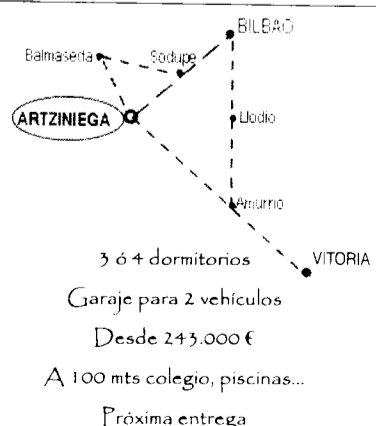 BILBAO
Balmaseda
Sodupe
ARTZINIEGA
Llodio
Amurrio
VITORIA
3 ó 4 dormitorios
Garaje para 2 vehículos
Desde 243.000 €
A 100 mts colegio, piscinas...
Próxima entrega